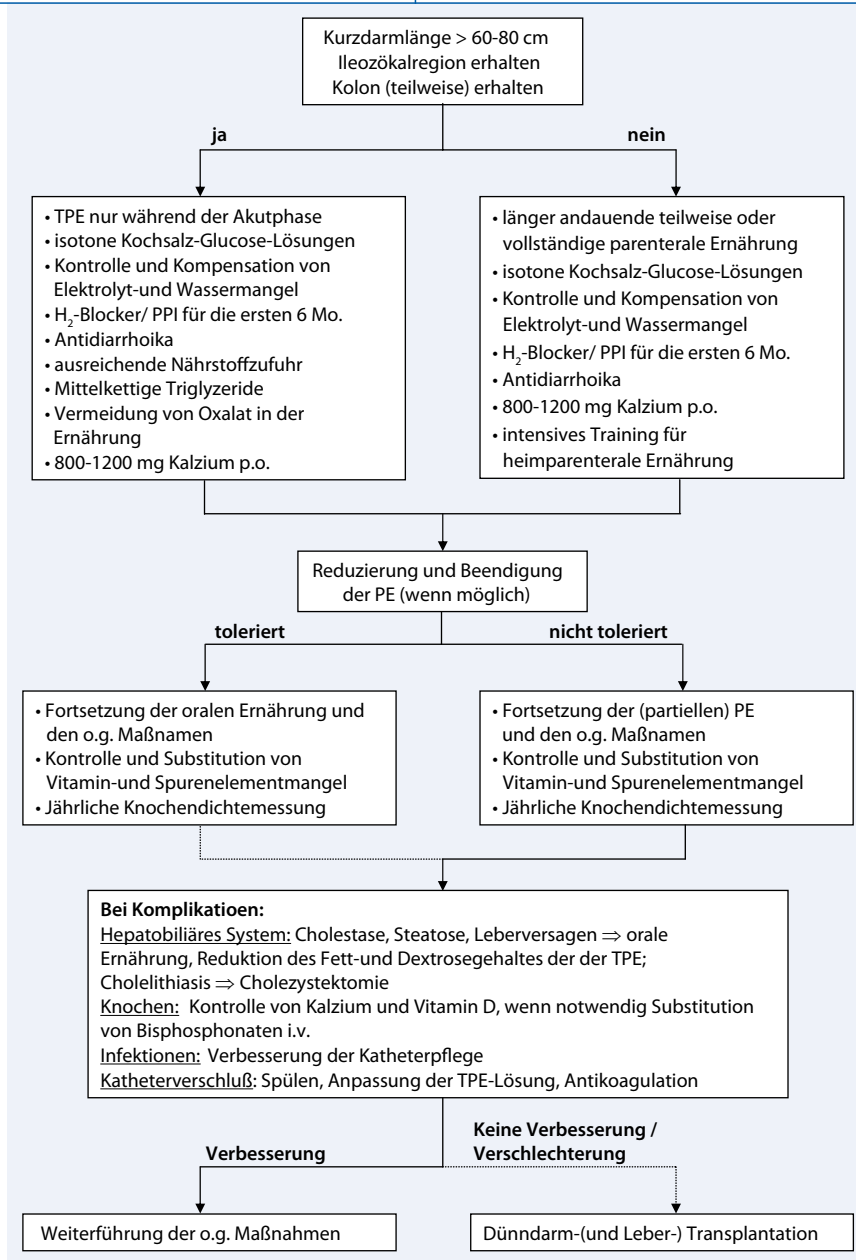 Kurzdarmlänge > 60-80 cm
Ileozökalregion erhalten
Kolon (teilweise) erhalten
ja
nein
• TPE nur während der Akutphase
• isotone Kochsalz-Glucose-Lösungen
• Kontrolle und Kompensation von
Elektrolyt-und Wassermangel
• H₂-Blocker/ PPI für die ersten 6 Mo.
• Antidiarrhoika
• ausreichende Nährstoffzufuhr
• Mittelkettige Triglyzeride
• Vermeidung von Oxalat in der
Ernährung
• 800-1200 mg Kalzium p.o.
• länger andauende teilweise oder
vollständige parenterale Ernährung
• isotone Kochsalz-Glucose-Lösungen
• Kontrolle und Kompensation von
Elektrolyt-und Wassermangel
• H₂-Blocker/ PPI für die ersten 6 Mo.
• Antidiarrhoika
• 800-1200 mg Kalzium p.o.
• intensives Training für
heimparenterale Ernährung
Reduzierung und Beendigung
der PE (wenn möglich)
toleriert
nicht toleriert
• Fortsetzung der oralen Ernährung und
den o.g. Maßnamen
• Kontrolle und Substitution von
Vitamin-und Spurenelementmangel
• Jährliche Knochendichtemessung
• Fortsetzung der (partiellen) PE
und den o.g. Maßnamen
• Kontrolle und Substitution von
Vitamin-und Spurenelementmangel
• Jährliche Knochendichtemessung
Bei Komplikatioen:
Hepatobiliäres System: Cholestase, Steatose, Leberversagen ⇒ orale
Ernährung, Reduktion des Fett-und Dextrosegehaltes der der TPE;
Cholelithiasis ⇒ Cholezystektomie
Knochen: Kontrolle von Kalzium und Vitamin D, wenn notwendig Substitution
von Bisphosphonaten i.v.
Infektionen: Verbesserung der Katheterpflege
Katheterverschluß: Spülen, Anpassung der TPE-Lösung, Antikoagulation
Verbesserung
Keine Verbesserung /
Verschlechterung
Weiterführung der o.g. Maßnahmen
Dünndarm-(und Leber-) Transplantation